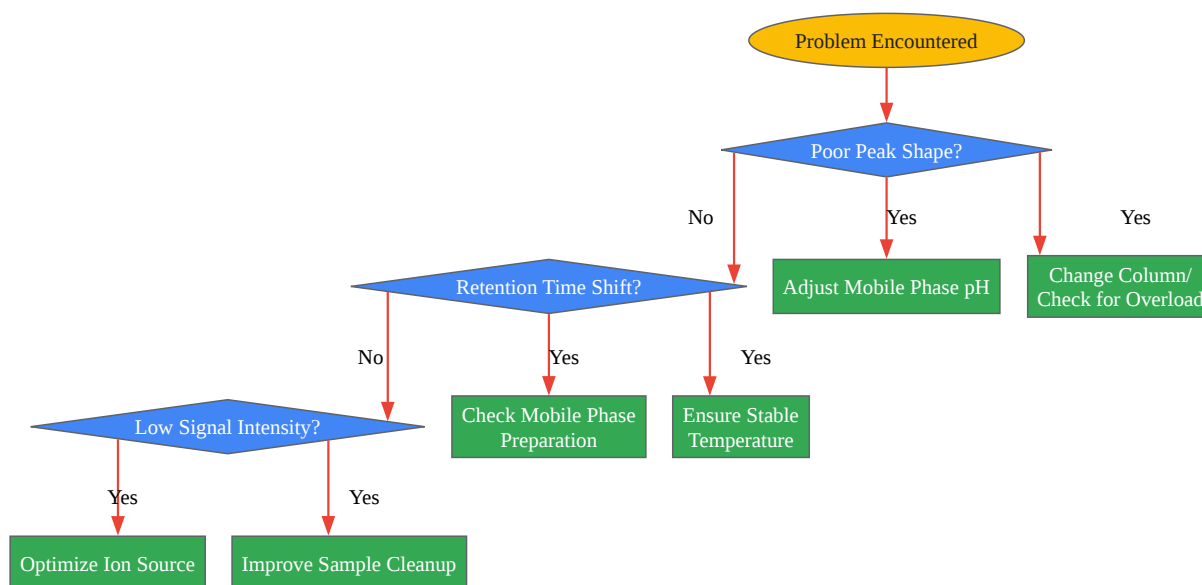 Problem Encountered
Poor Peak Shape?
No
Yes
Yes
Retention Time Shift?
Adjust Mobile Phase pH
Change Column/
Check for Overload
No
Yes
Yes
Low Signal Intensity?
Check Mobile Phase
Preparation
Ensure Stable
Temperature
Yes
Yes
Optimize Ion Source
Improve Sample Cleanup